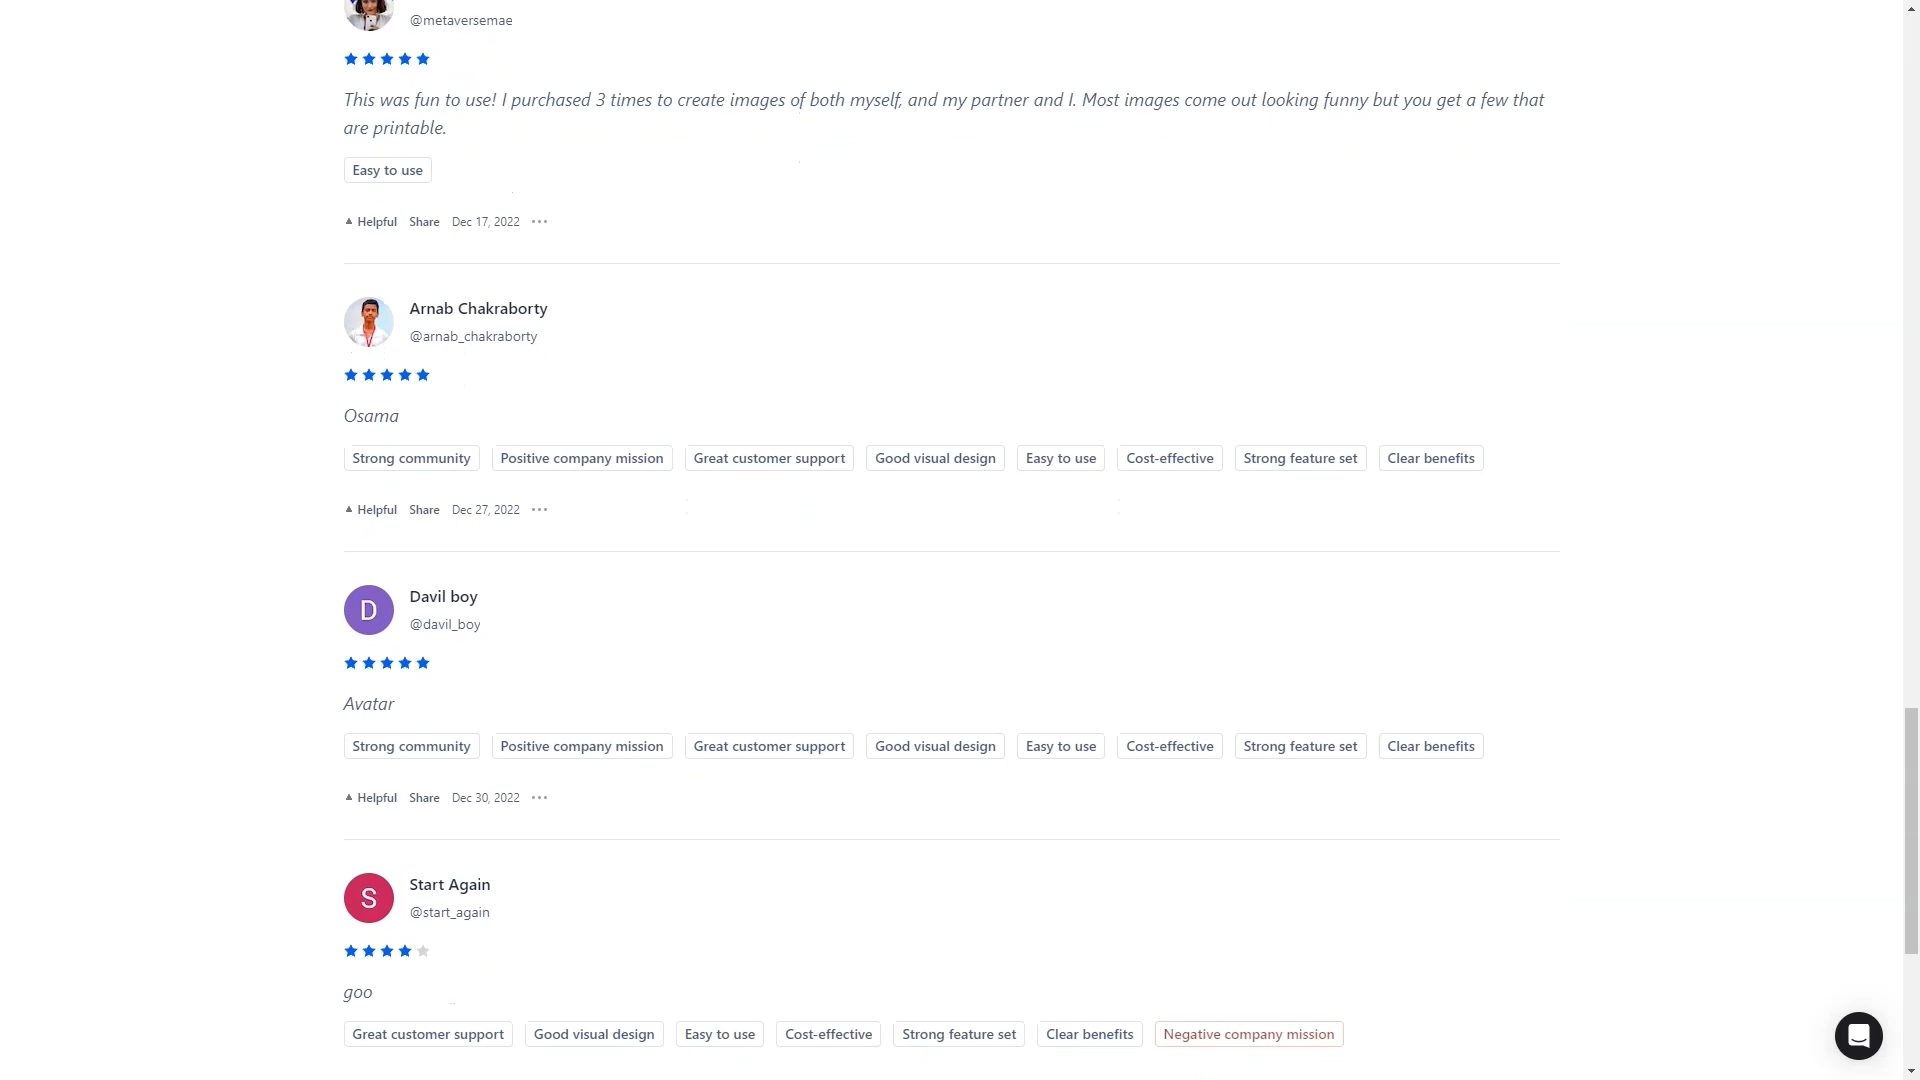 @metaversemae
This was fun to use! I purchased 3 times to create images of both myself, and my partner and I. Most images come out looking funny but you get a few that
are printable.
Easy to use
Helpful Share Dec 17, 2022
Arnab Chakraborty
@arnab_chakraborty
Osama
Strong community Positive company mission Great customer support Good visual design Easy to use Cost-effective Strong feature set Clear benefits
Helpful Share Dec 27, 2022
D
Davil boy
@davil_boy
Avatar
Strong community Positive company mission Great customer support Good visual design Easy to use Cost-effective Strong feature set Clear benefits
Helpful Share Dec 30, 2022
S
Start Again
@start_again
goo
Great customer support Good visual design Easy to use Cost-effective Strong feature set Clear benefits Negative company mission